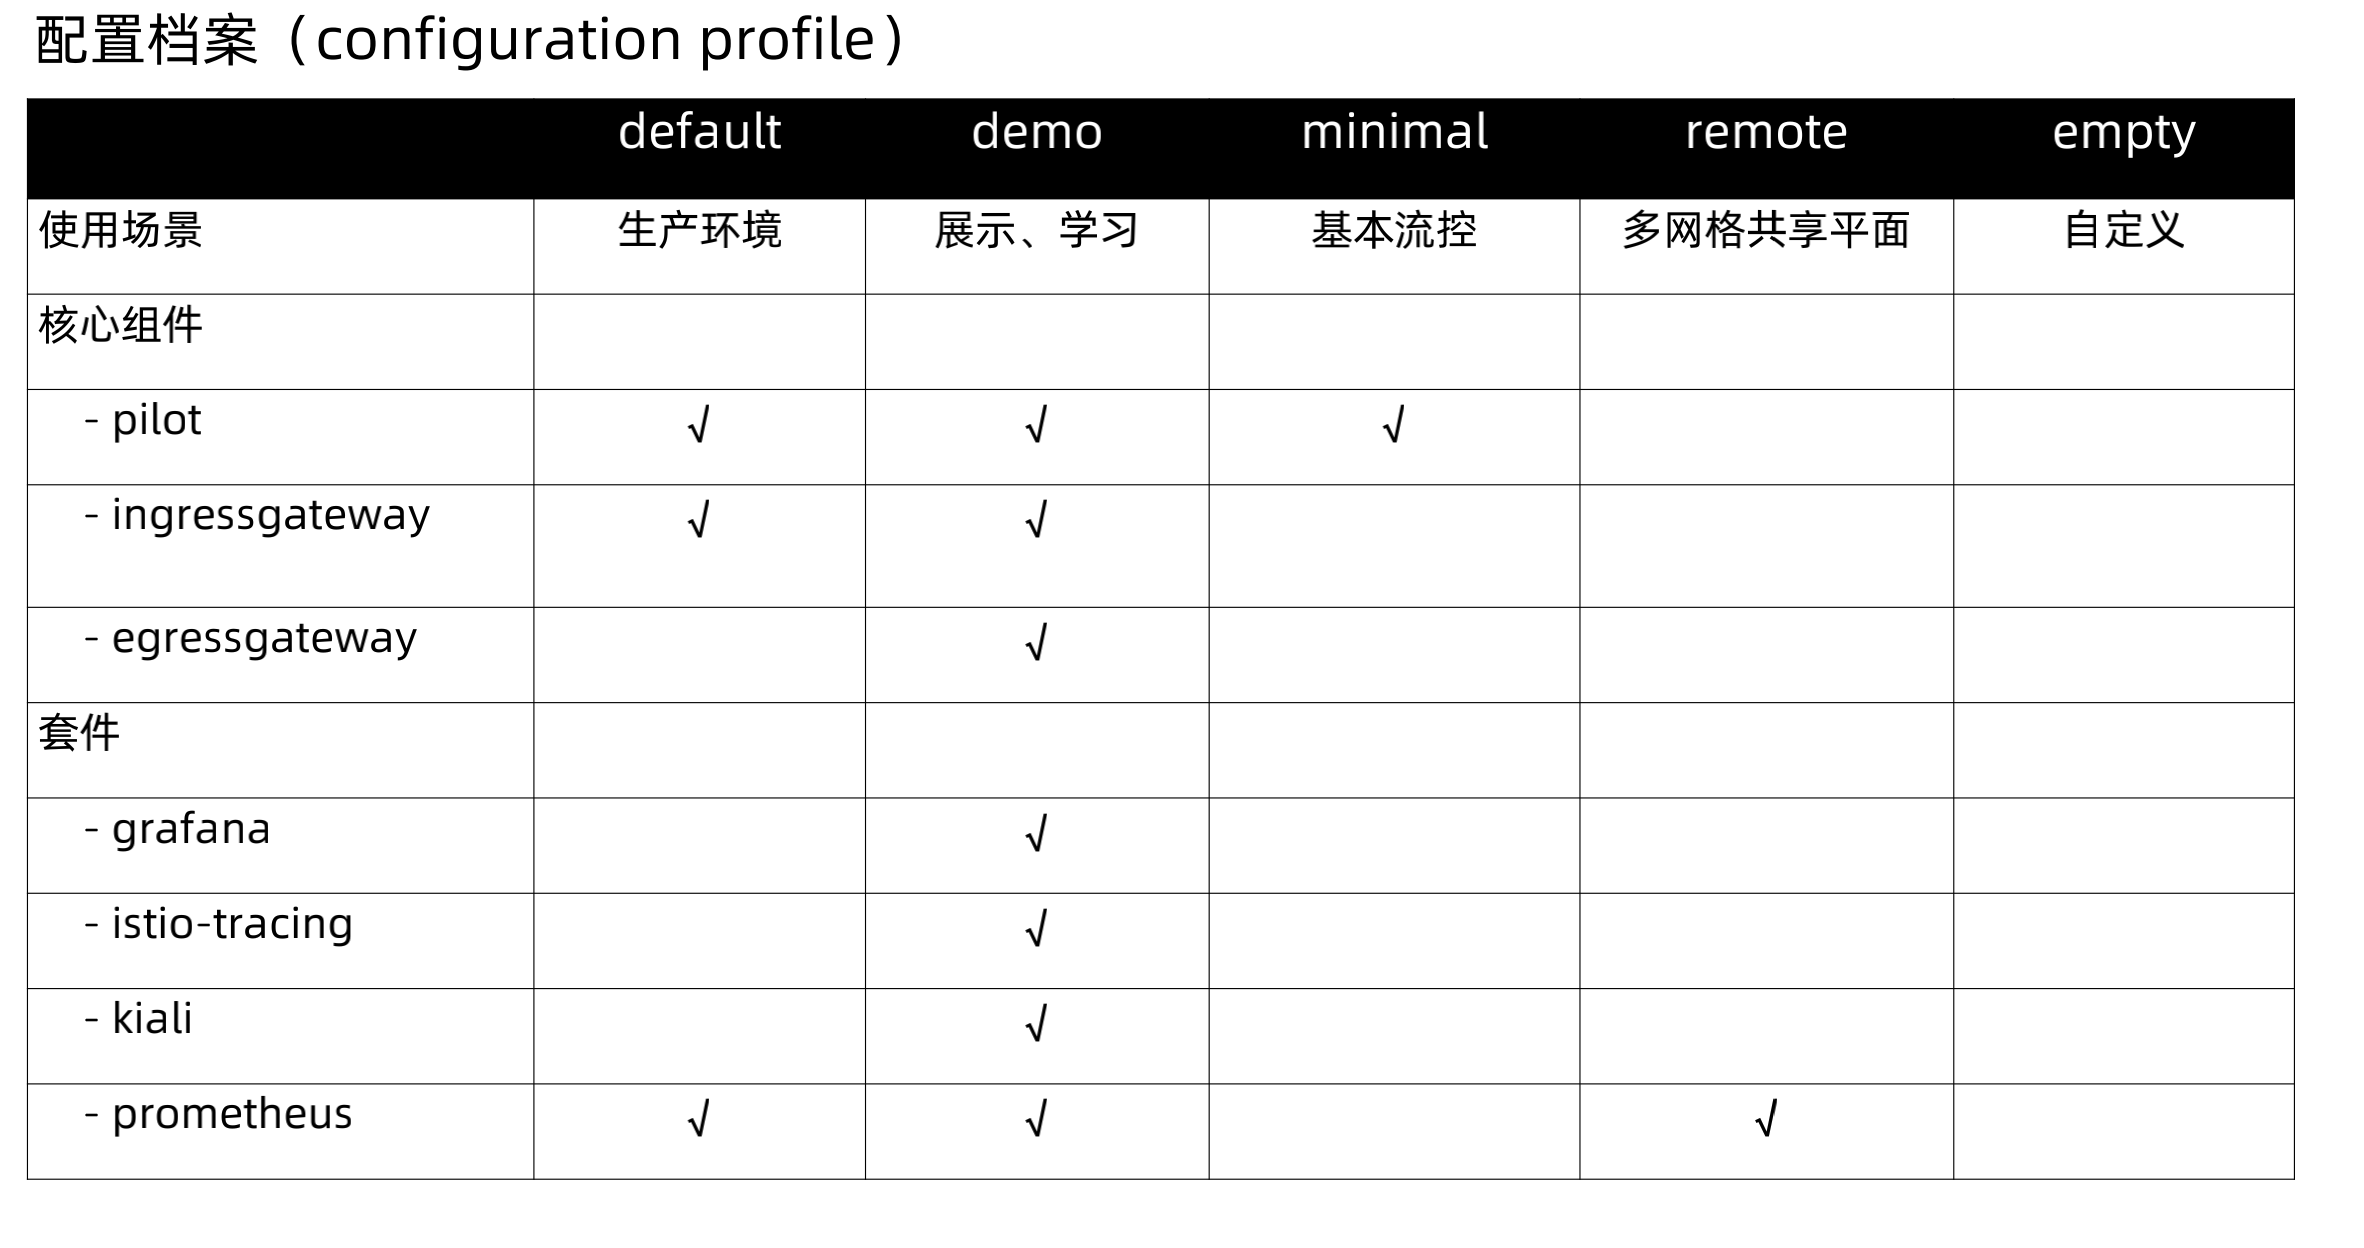 配置档案（configuration profile）
default demo minimal remote empty
使用场景 生产环境 展示、学习 基本流控 多网格共享平面 自定义
核心组件
- pilot √ √ √
- ingressgateway √ √
- egressgateway √
套件
- grafana √
- istio-tracing √
- kiali √
- prometheus √ √ √